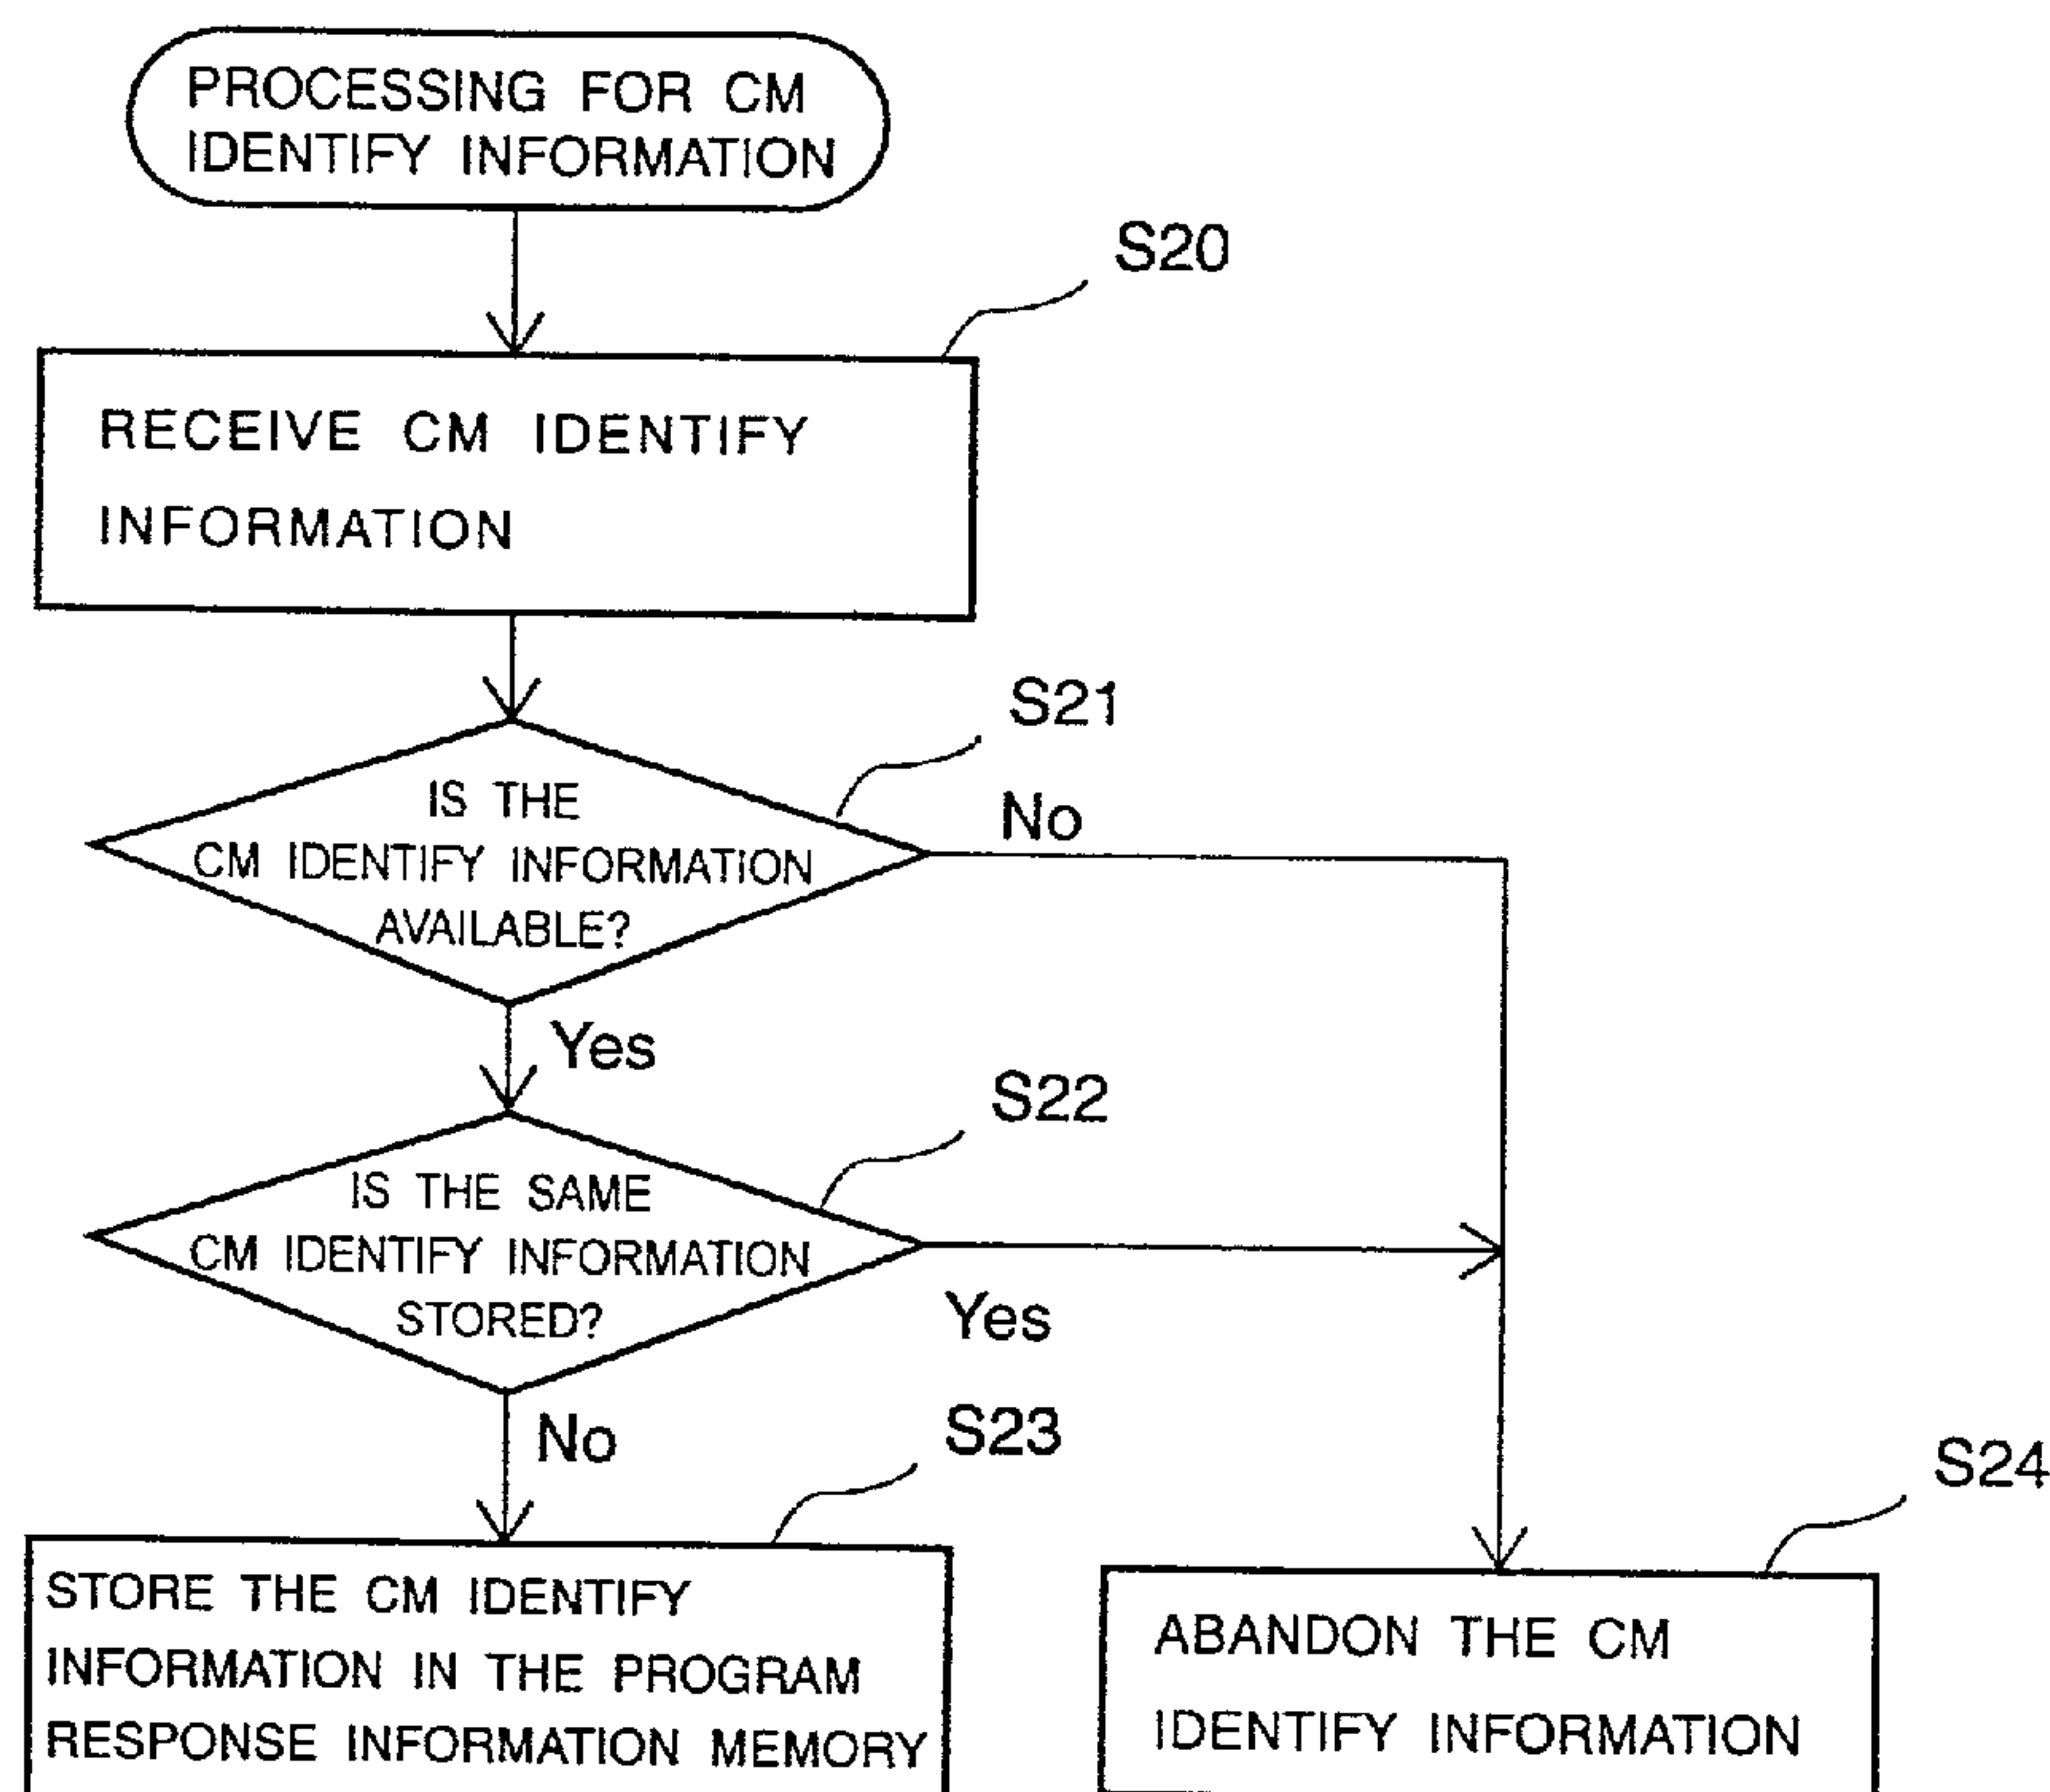 PROCESSING FOR CM
IDENTIFY INFORMATION
S20
RECEIVE CM IDENTIFY
INFORMATION
S21
IS THE
CM IDENTIFY INFORMATION
AVAILABLE?
No
Yes
S22
IS THE SAME
CM IDENTIFY INFORMATION
STORED?
Yes
No
S23
STORE THE CM IDENTIFY
INFORMATION IN THE PROGRAM
RESPONSE INFORMATION MEMORY
S24
ABANDON THE CM
IDENTIFY INFORMATION